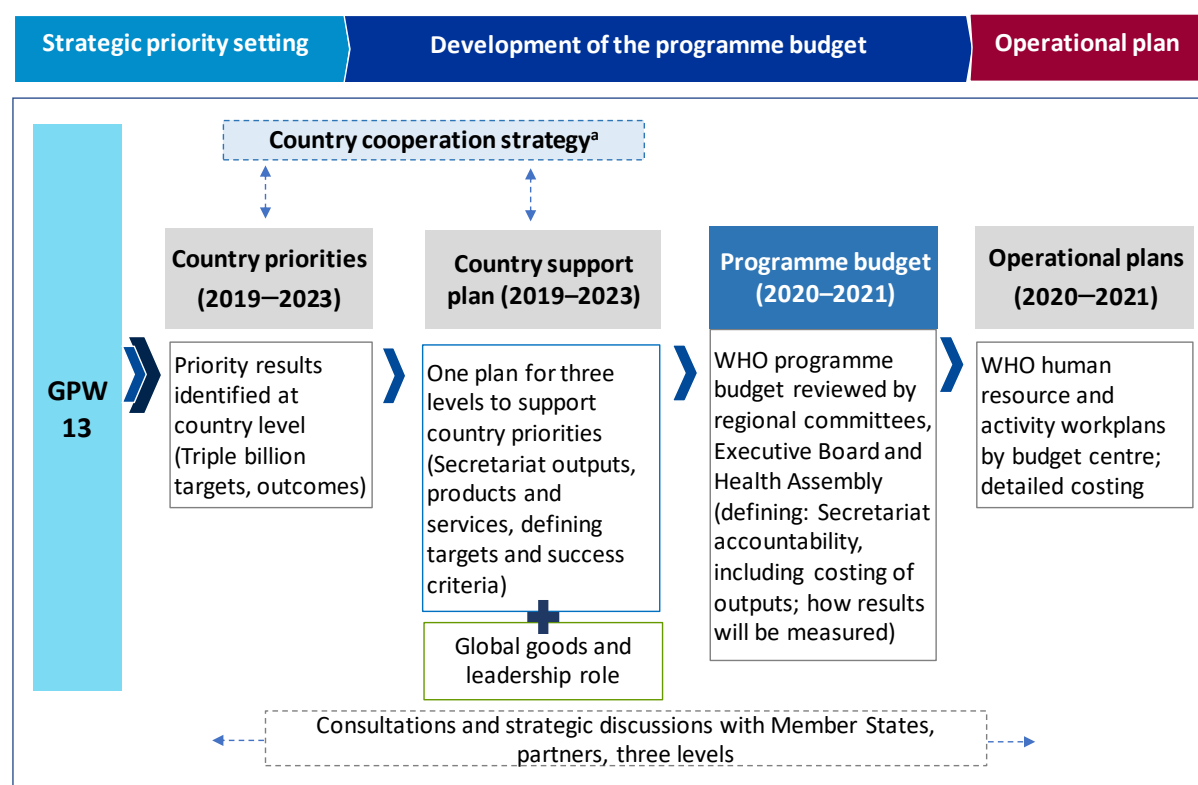 Strategic priority setting
Development of the programme budget
Operational plan
Country cooperation strategyᵃ
GPW
13
Country priorities
(2019—2023)
Priority results
identified at
country level
(Triple billion
targets, outcomes)
Country support
plan (2019–2023)
One plan for three
levels to support
country priorities
(Secretariat outputs,
products and
services, defining
targets and success
criteria)
Global goods and
leadership role
Programme budget
(2020–2021)
WHO programme
budget reviewed by
regional committees,
Executive Board and
Health Assembly
(defining: Secretariat
accountability,
including costing of
outputs; how results
will be measured)
Operational plans
(2020—2021)
WHO human
resource and
activity workplans
by budget centre;
detailed costing
Consultations and strategic discussions with Member States,
partners, three levels